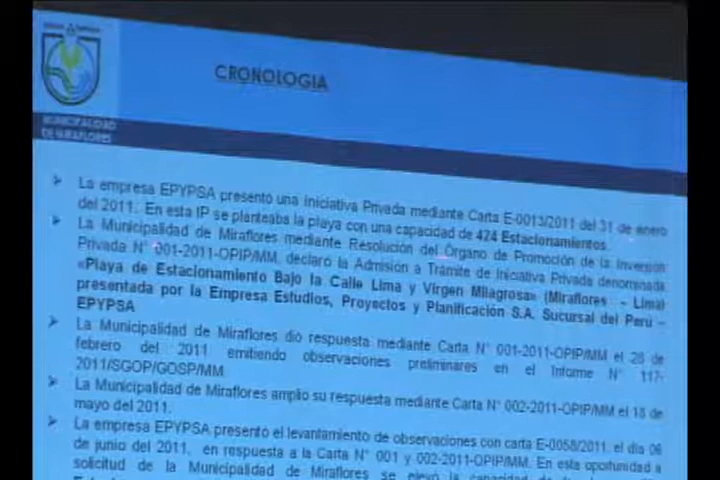 MUNICIPALIDAD
DE MIRAFLORES
CRONOLOGIA
La empresa EPYPSA presentó una Iniciativa Privada mediante Carta E-0013/2011 del 31 de enero
del 2011. En esta IP se planteaba la playa con una capacidad de 424 Estacionamientos.
La Municipalidad de Miraflores mediante Resolución del Órgano de Promoción de la Inversión
Privada N° 001-2011-OPIP/MM, declaró la Admisión a Trámite de Iniciativa Privada denominada
«Playa de Estacionamiento Bajo la Calle Lima y Virgen Milagrosa» (Miraflores - Lima)
presentada por la Empresa Estudios, Proyectos y Planificación S.A. Sucursal del Perú –
EPYPSA
La Municipalidad de Miraflores dio respuesta mediante Carta N° 001-2011-OPIP/MM el 28 de
febrero del 2011 emitiendo observaciones preliminares en el Informe N° 117-
2011/SGOP/GOSP/MM
La Municipalidad de Miraflores amplio su respuesta mediante Carta N° 002-2011-OPIP/MM el 18 de
mayo del 2011.
La empresa EPYPSA presentó el levantamiento de observaciones con carta E-0058/2011, el día 06
de junio del 2011, en respuesta a la Carta N° 001 y 002-2011-OPIP/MM. En esta oportunidad a
solicitud de la Municipalidad de Miraflores se elevó la capacidad de